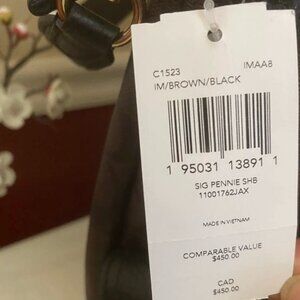 C1523 IMAA8
IM/BROWN/BLACK
1 95031 13891 1
SIG PENNIE SHB
11001762JAX
MADE IN VIETNAM
COMPARABLE VALUE
$450.00
CAD
$450.00